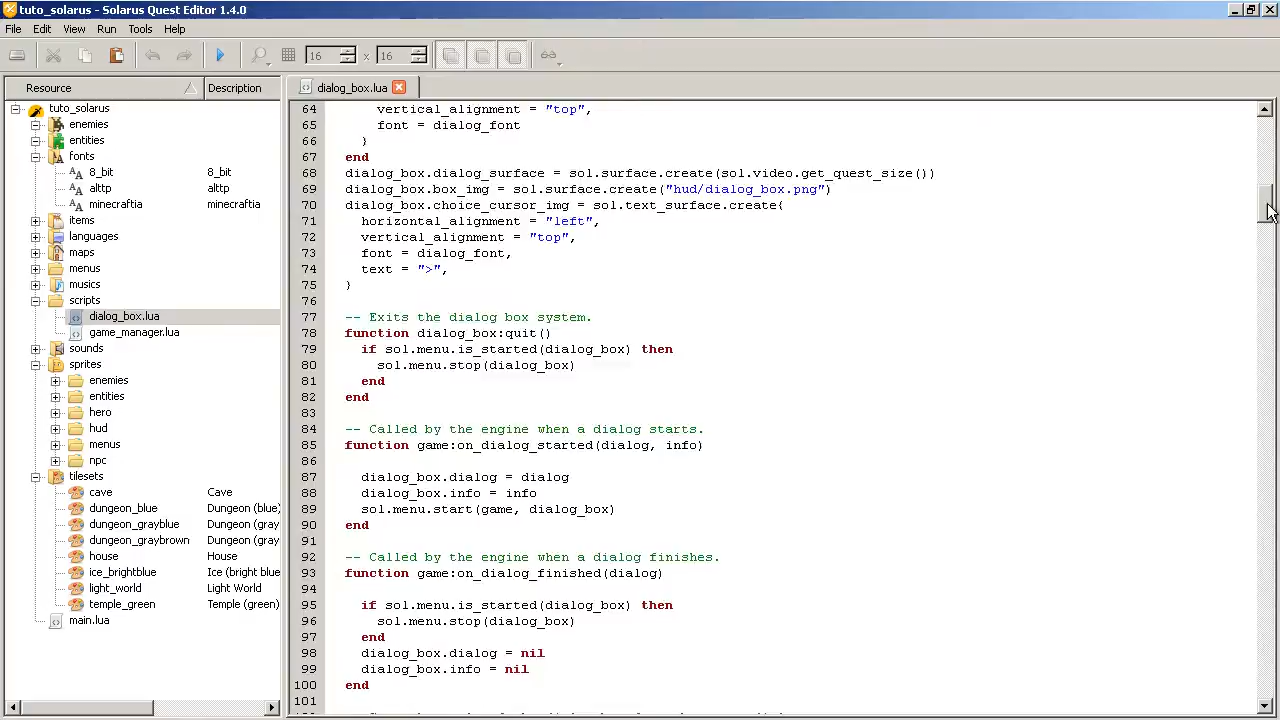 tuto_solarus - Solarus Quest Editor 1.4.0
File Edit View Run Tools Help
16 x 16
Resource Description
dialog_box.lua
tuto_solarus
enemies
entities
fonts
8_bit 8_bit
alttp alttp
minecraftia minecraftia
items
languages
maps
menus
musics
scripts
dialog_box.lua
game_manager.lua
sounds
sprites
enemies
entities
hero
hud
menus
npc
tilesets
cave Cave
dungeon_blue Dungeon (blue)
dungeon_grayblue Dungeon (gray
dungeon_graybrown Dungeon (gray
house House
ice_brightblue Ice (bright blue
light_world Light World
temple_green Temple (green)
main.lua
64 vertical_alignment = "top",
65 font = dialog_font
66 }
67 end
68 dialog_box.dialog_surface = sol.surface.create(sol.video.get_quest_size())
69 dialog_box.box_img = sol.surface.create("hud/dialog_box.png")
70 dialog_box.choice_cursor_img = sol.text_surface.create{
71 horizontal_alignment = "left",
72 vertical_alignment = "top",
73 font = dialog_font,
74 text = ">",
75 }
76
77 -- Exits the dialog box system.
78 function dialog_box:quit()
79 if sol.menu.is_started(dialog_box) then
80 sol.menu.stop(dialog_box)
81 end
82 end
83
84 -- Called by the engine when a dialog starts.
85 function game:on_dialog_started(dialog, info)
86
87 dialog_box.dialog = dialog
88 dialog_box.info = info
89 sol.menu.start(game, dialog_box)
90 end
91
92 -- Called by the engine when a dialog finishes.
93 function game:on_dialog_finished(dialog)
94
95 if sol.menu.is_started(dialog_box) then
96 sol.menu.stop(dialog_box)
97 end
98 dialog_box.dialog = nil
99 dialog_box.info = nil
100 end
101